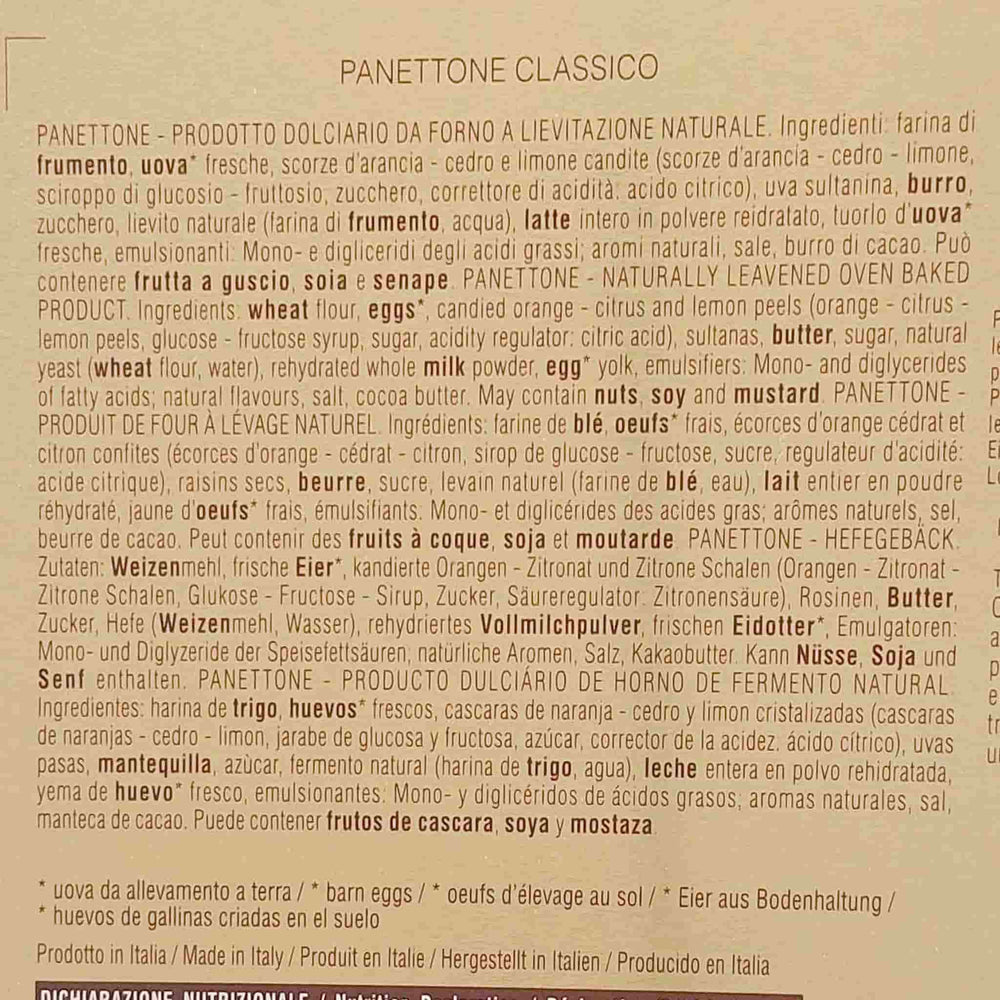 PANETTONE CLASSICO
PANETTONE - PRODOTTO DOLCIARIO DA FORNO A LIEVITAZIONE NATURALE. Ingredienti: farina di
frumento, uova* fresche, scorze d'arancia - cedro e limone candite (scorze d'arancia - cedro - limone,
sciroppo di glucosio - fruttosio, zucchero, correttore di acidità: acido citrico), uva sultanina, burro,
zucchero, lievito naturale (farina di frumento, acqua), latte intero in polvere reidratato, tuorlo d'uova*
fresche, emulsionanti: Mono- e digliceridi degli acidi grassi; aromi naturali, sale, burro di cacao. Può
contenere frutta a guscio, soia e senape. PANETTONE - NATURALLY LEAVENED OVEN BAKED
PRODUCT. Ingredients: wheat flour, eggs*, candied orange - citrus and lemon peels (orange - citrus -
lemon peels, glucose - fructose syrup, sugar, acidity regulator: citric acid), sultanas, butter, sugar, natural
yeast (wheat flour, water), rehydrated whole milk powder, egg* yolk, emulsifiers: Mono- and diglycerides
of fatty acids; natural flavours, salt, cocoa butter. May contain nuts, soy and mustard. PANETTONE -
PRODUIT DE FOUR À LÉVAGE NATUREL. Ingrédients: farine de blé, oeufs* frais, écorces d'orange cédrat et
citron confites (écorces d'orange - cédrat - citron, sirop de glucose - fructose, sucre, regulateur d'acidité:
acide citrique), raisins secs, beurre, sucre, levain naturel (farine de blé, eau), lait entier en poudre
réhydraté, jaune d'oeufs* frais, émulsifiants: Mono- et diglicérides des acides gras; arômes naturels, sel,
beurre de cacao. Peut contenir des fruits à coque, soja et moutarde. PANETTONE - HEFEGEBÄCK.
Zutaten: Weizenmehl, frische Eier*, kandierte Orangen - Zitronat und Zitrone Schalen (Orangen - Zitronat -
Zitrone Schalen, Glukose - Fructose - Sirup, Zucker, Säureregulator: Zitronensäure), Rosinen, Butter,
Zucker, Hefe (Weizenmehl, Wasser), rehydriertes Vollmilchpulver, frischen Eidotter*, Emulgatoren:
Mono- und Diglyzeride der Speisefettsäuren; natürliche Aromen, Salz, Kakaobutter. Kann Nüsse, Soja und
Senf enthalten. PANETTONE - PRODUCTO DULCIÁRIO DE HORNO DE FERMENTO NATURAL.
Ingredientes: harina de trigo, huevos* frescos, cascaras de naranja - cedro y limon cristalizadas (cascaras
de naranjas - cedro - limon, jarabe de glucosa y fructosa, azúcar, corrector de la acidez: ácido cítrico), uvas
pasas, mantequilla, azùcar, fermento natural (harina de trigo, agua), leche entera en polvo rehidratada,
yema de huevo* fresco, emulsionantes: Mono- y diglicéridos de ácidos grasos; aromas naturales, sal,
manteca de cacao. Puede contener frutos de cascara, soya y mostaza.
* uova da allevamento a terra / * barn eggs / * oeufs d'élevage au sol / * Eier aus Bodenhaltung /
* huevos de gallinas criadas en el suelo
Prodotto in Italia / Made in Italy / Produit en Italie / Hergestellt in Italien / Producido en Italia
DICHIARAZIONE NUTRIZIONALE / Nutrition Declaration /